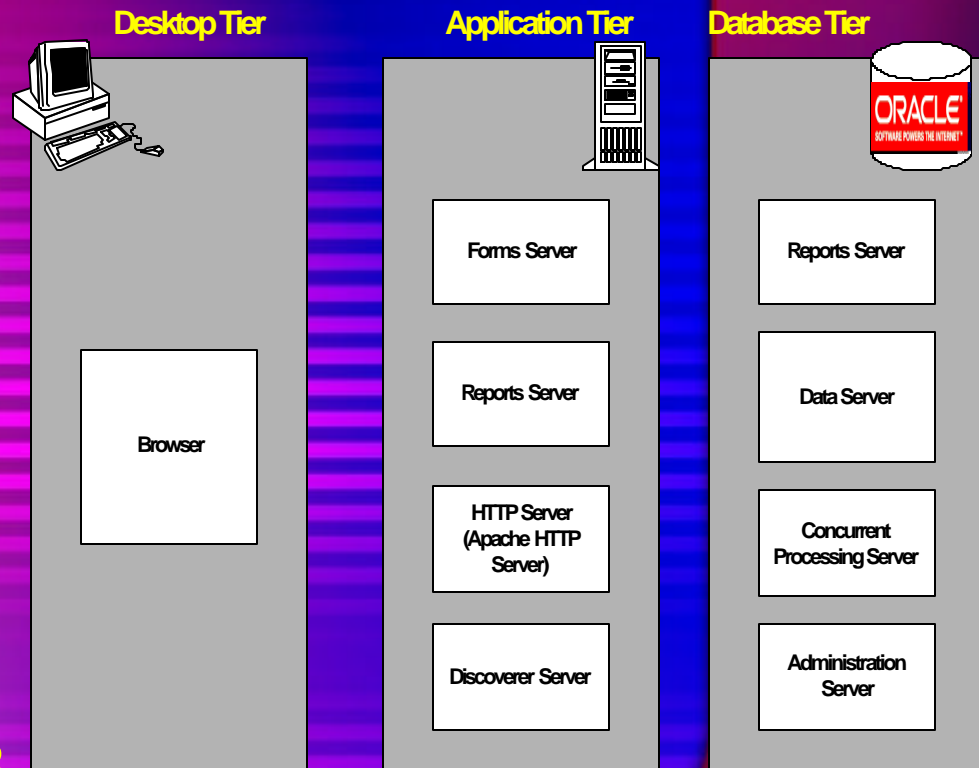 Desktop Tier
Application Tier
Database Tier
ORACLE®
SOFTWARE POWERS THE INTERNET™
Browser
Forms Server
Reports Server
HTTP Server
(Apache HTTP
Server)
Discoverer Server
Reports Server
Data Server
Concurrent
Processing Server
Administration
Server